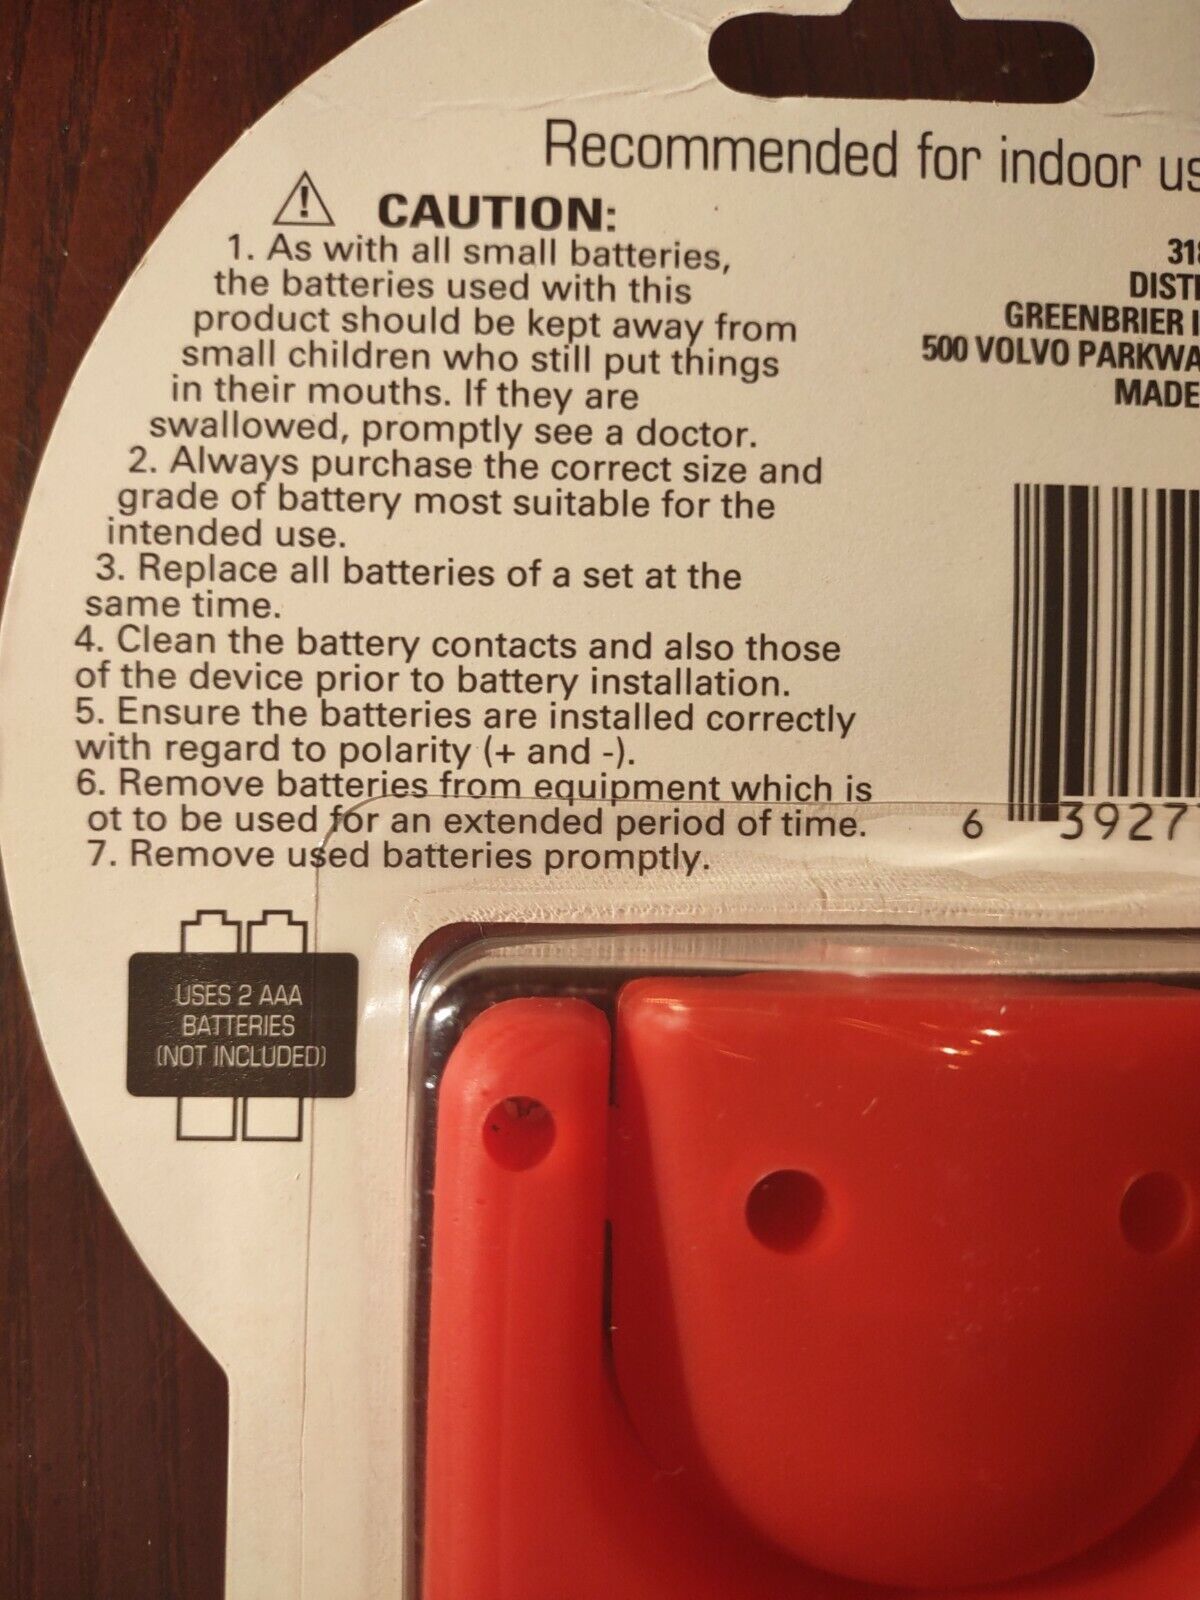 Recommended for indoor us
CAUTION:
1. As with all small batteries,
the batteries used with this
product should be kept away from
small children who still put things
in their mouths. If they are
swallowed, promptly see a doctor.
2. Always purchase the correct size and
grade of battery most suitable for the
intended use.
3. Replace all batteries of a set at the
same time.
4. Clean the battery contacts and also those
of the device prior to battery installation.
5. Ensure the batteries are installed correctly
with regard to polarity (+ and -).
6. Remove batteries from equipment which is
ot to be used for an extended period of time.
7. Remove used batteries promptly.
318
DISTR
GREENBRIER I
500 VOLVO PARKWA
MADE
6 3927
USES 2 AAA
BATTERIES
(NOT INCLUDED)